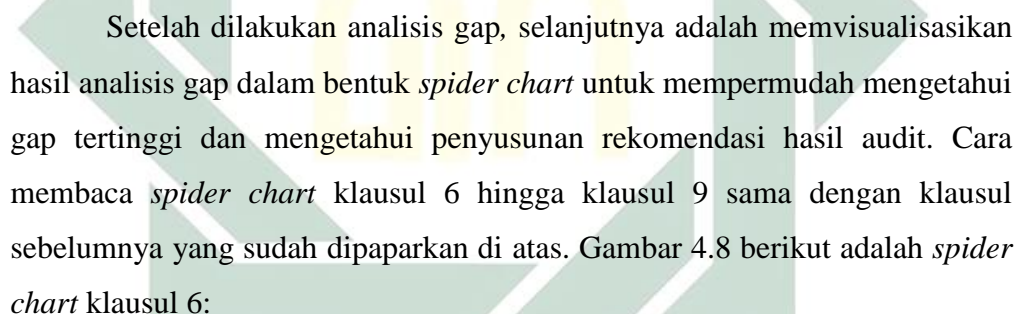 Setelah dilakukan analisis gap, selanjutnya adalah memvisualisasikan
hasil analisis gap dalam bentuk spider chart untuk mempermudah mengetahui
gap tertinggi dan mengetahui penyusunan rekomendasi hasil audit. Cara
membaca spider chart klausul 6 hingga klausul 9 sama dengan klausul
sebelumnya yang sudah dipaparkan di atas. Gambar 4.8 berikut adalah spider
chart klausul 6: